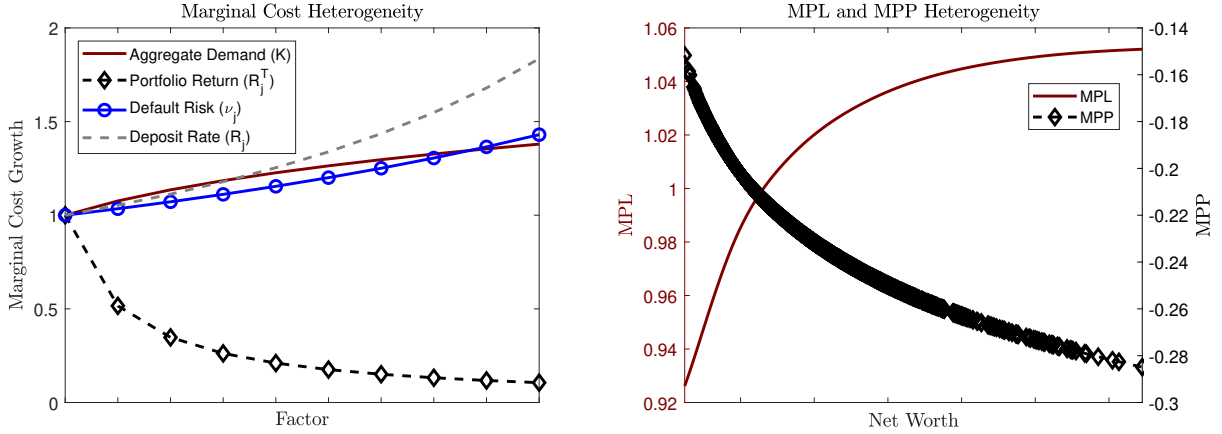 Marginal Cost Heterogeneity
2
1.5
1
0.5
0
Marginal Cost Growth
Aggregate Demand (K)
Portfolio Return (R_j^T)
Default Risk (ν_j)
Deposit Rate (R_j)
Factor
MPL and MPP Heterogeneity
1.06
1.04
1.02
1
0.98
0.96
0.94
0.92
MPL
MPL
MPP
-0.14
-0.16
-0.18
-0.2
-0.22
-0.24
-0.26
-0.28
-0.3
MPP
Net Worth